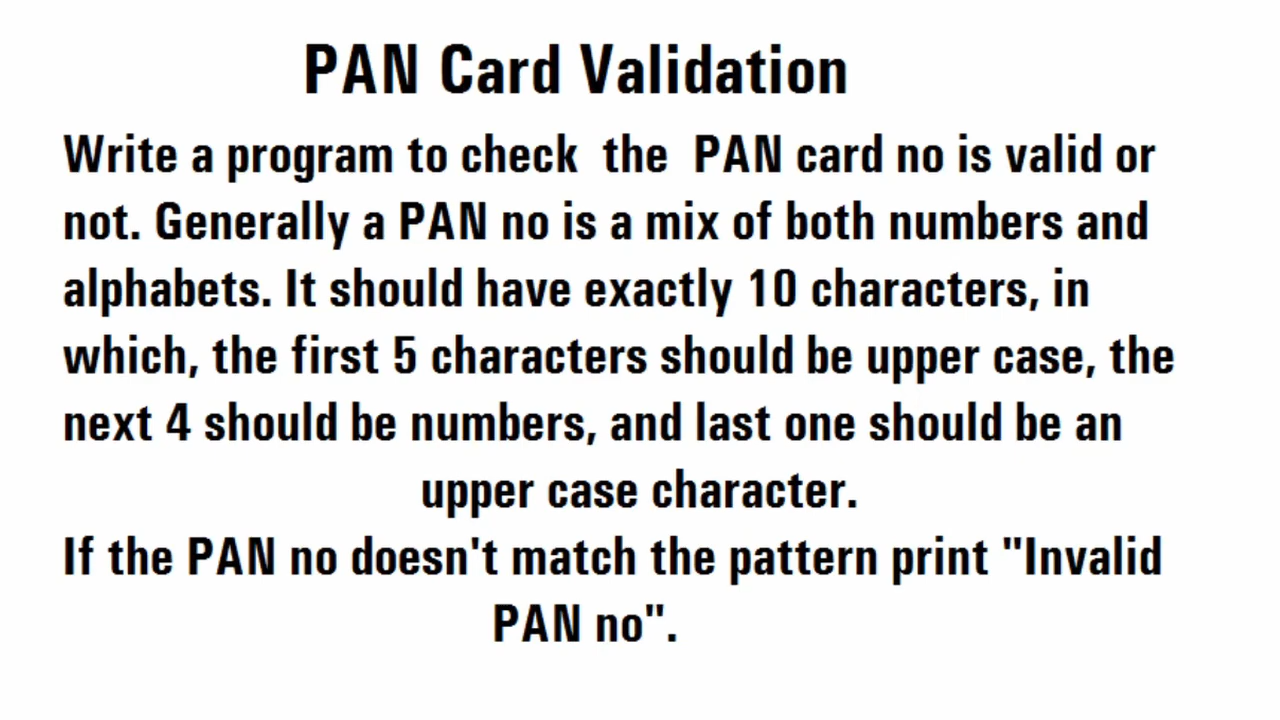 PAN Card Validation
Write a program to check the PAN card no is valid or
not. Generally a PAN no is a mix of both numbers and
alphabets. It should have exactly 10 characters, in
which, the first 5 characters should be upper case, the
next 4 should be numbers, and last one should be an
upper case character.
If the PAN no doesn't match the pattern print "Invalid
PAN no".